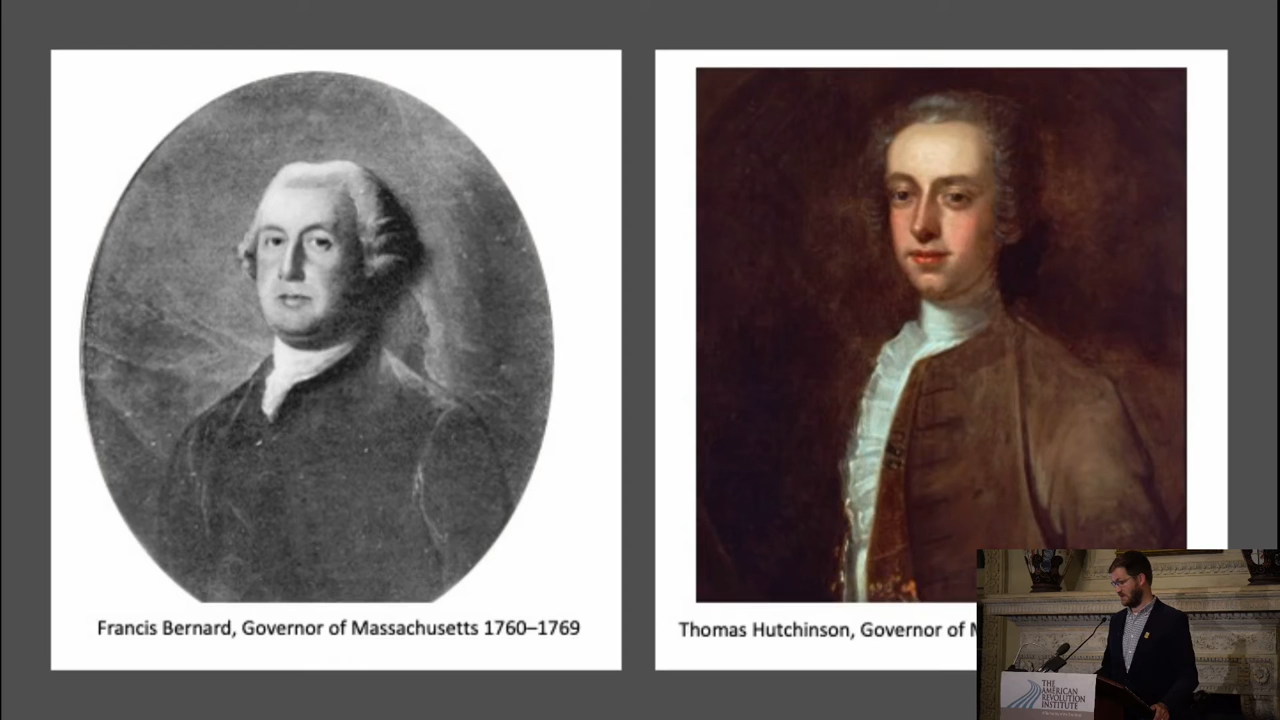 Francis Bernard, Governor of Massachusetts 1760–1769
Thomas Hutchinson, Governor of
THE
AMERICAN
REVOLUTION
INSTITUTE